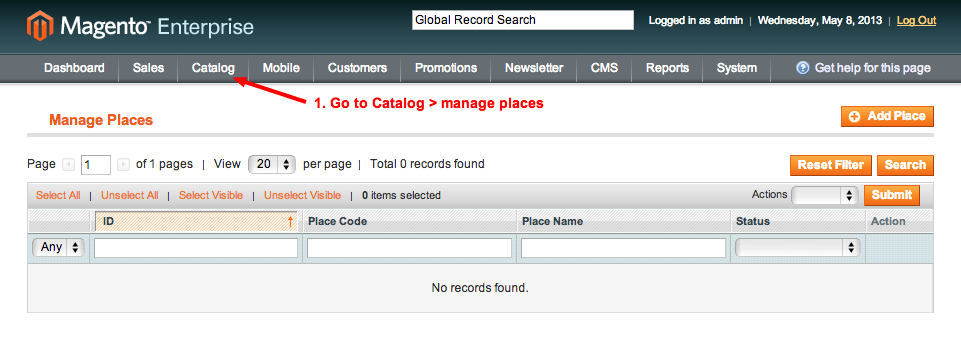 Magento™ Enterprise
Global Record Search
Logged in as admin | Wednesday, May 8, 2013 | Log Out
Dashboard Sales Catalog Mobile Customers Promotions Newsletter CMS Reports System ? Get help for this page
1. Go to Catalog > manage places
Manage Places
Add Place
Page 1 of 1 pages | View 20 per page | Total 0 records found
Reset Filter Search
Select All | Unselect All | Select Visible | Unselect Visible | 0 items selected
Actions Submit
ID Place Code Place Name Status Action
Any
No records found.